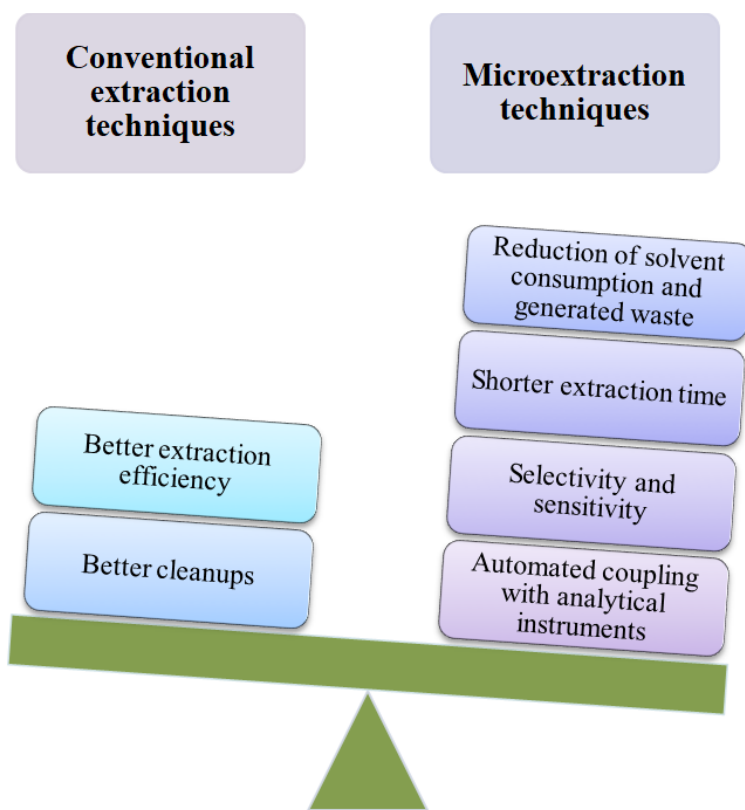 Conventional
extraction
techniques
Microextraction
techniques
Reduction of solvent
consumption and
generated waste
Shorter extraction time
Better extraction
efficiency
Selectivity and
sensitivity
Better cleanups
Automated coupling
with analytical
instruments